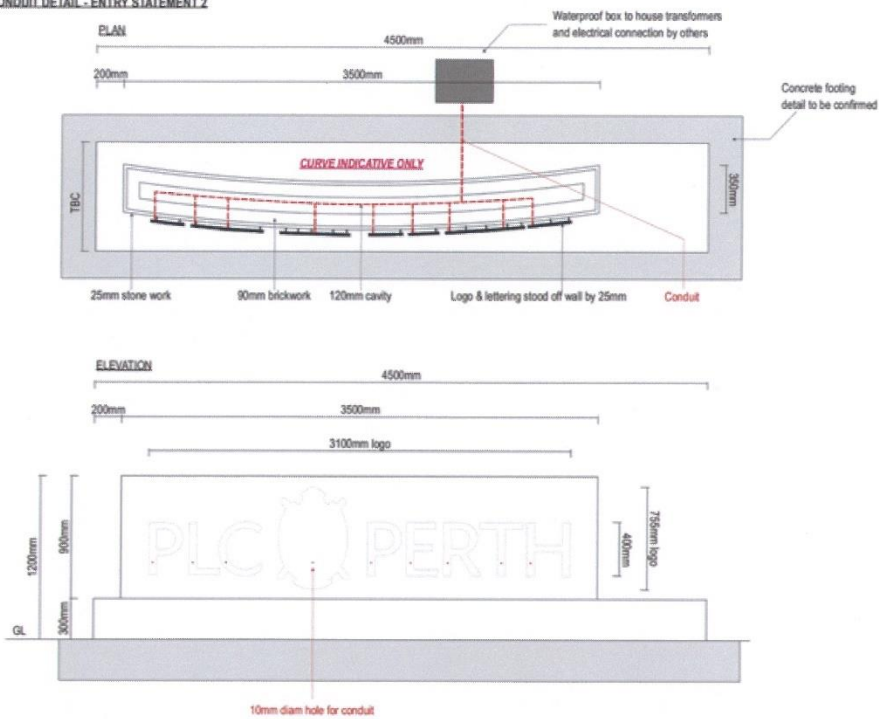 CONDUIT DETAIL - ENTRY STATEMENT 2
Waterproof box to house transformers
and electrical connection by others
PLAN
4500mm
200mm
3500mm
Concrete footing
detail to be confirmed
CURVE INDICATIVE ONLY
TBC
350mm
25mm stone work
90mm brickwork
120mm cavity
Logo & lettering stood off wall by 25mm
Conduit
ELEVATION
4500mm
200mm
3500mm
3100mm logo
1200mm
900mm
PLC PERTH
400mm
755mm logo
300mm
GL
10mm diam hole for conduit